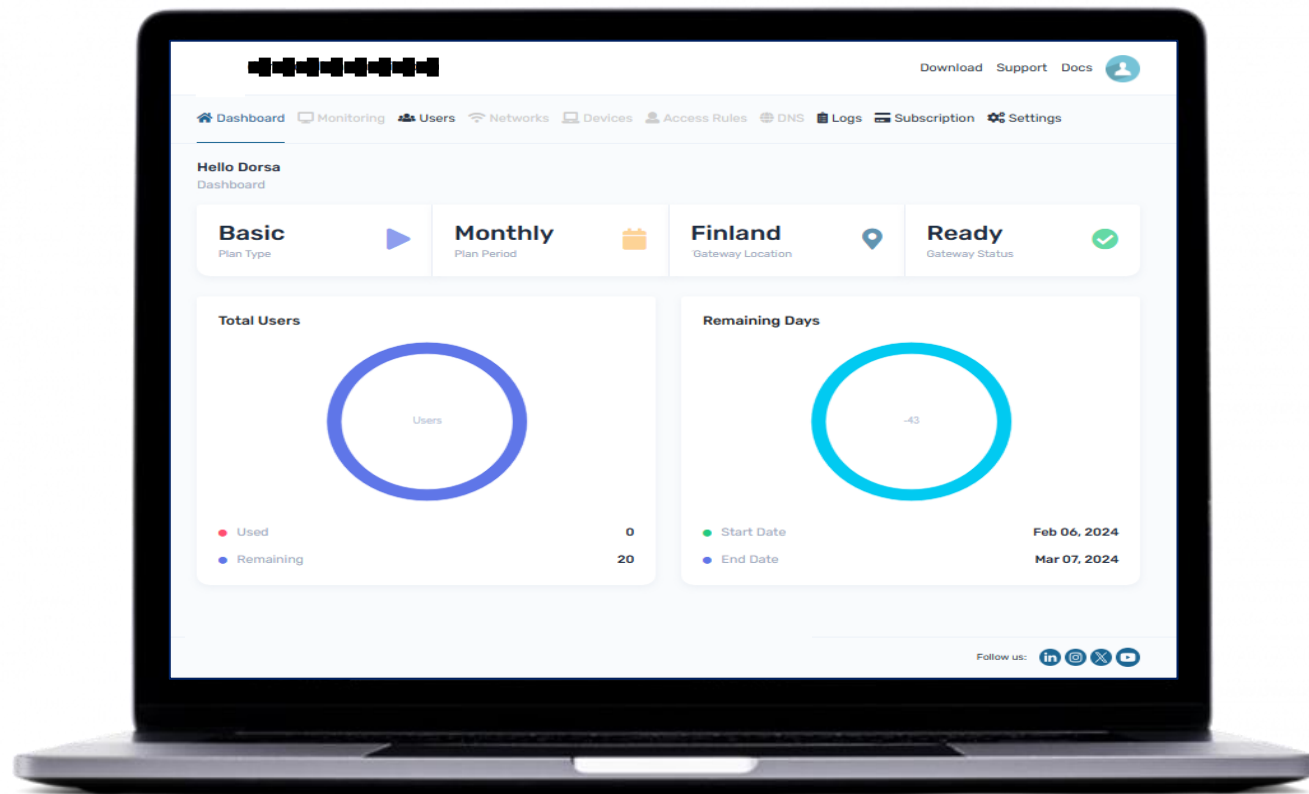 Download Support Docs
Dashboard Monitoring Users Networks Devices Access Rules DNS Logs Subscription Settings
Hello Dorsa
Dashboard
Basic
Plan Type
Monthly
Plan Period
Finland
Gateway Location
Ready
Gateway Status
Total Users
Users
Used 0
Remaining 20
Remaining Days
-43
Start Date Feb 06, 2024
End Date Mar 07, 2024
Follow us: